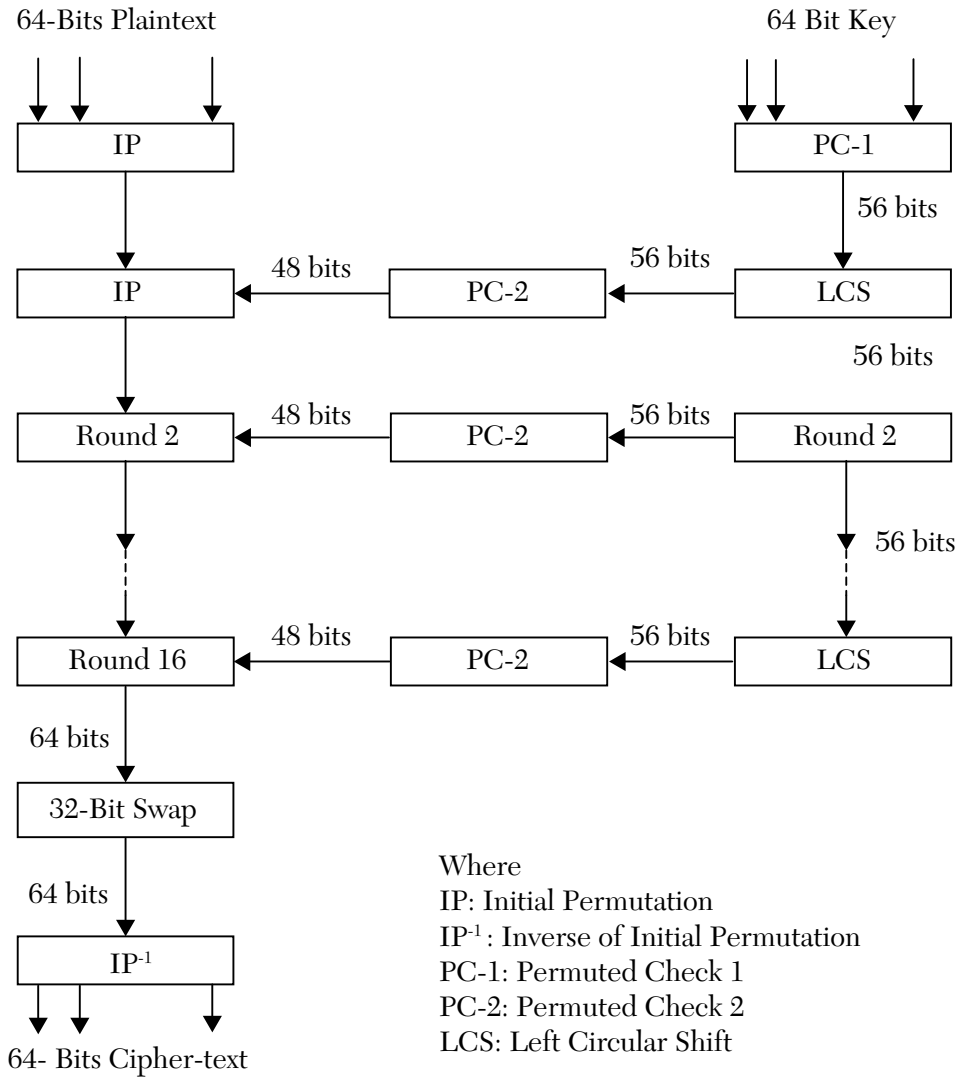 64-Bits Plaintext
64 Bit Key
IP
PC-1
56 bits
IP
48 bits
PC-2
56 bits
LCS
56 bits
Round 2
48 bits
PC-2
56 bits
Round 2
56 bits
Round 16
48 bits
PC-2
56 bits
LCS
64 bits
32-Bit Swap
64 bits
IP-1
64- Bits Cipher-text
Where
IP: Initial Permutation
IP-1 : Inverse of Initial Permutation
PC-1: Permuted Check 1
PC-2: Permuted Check 2
LCS: Left Circular Shift